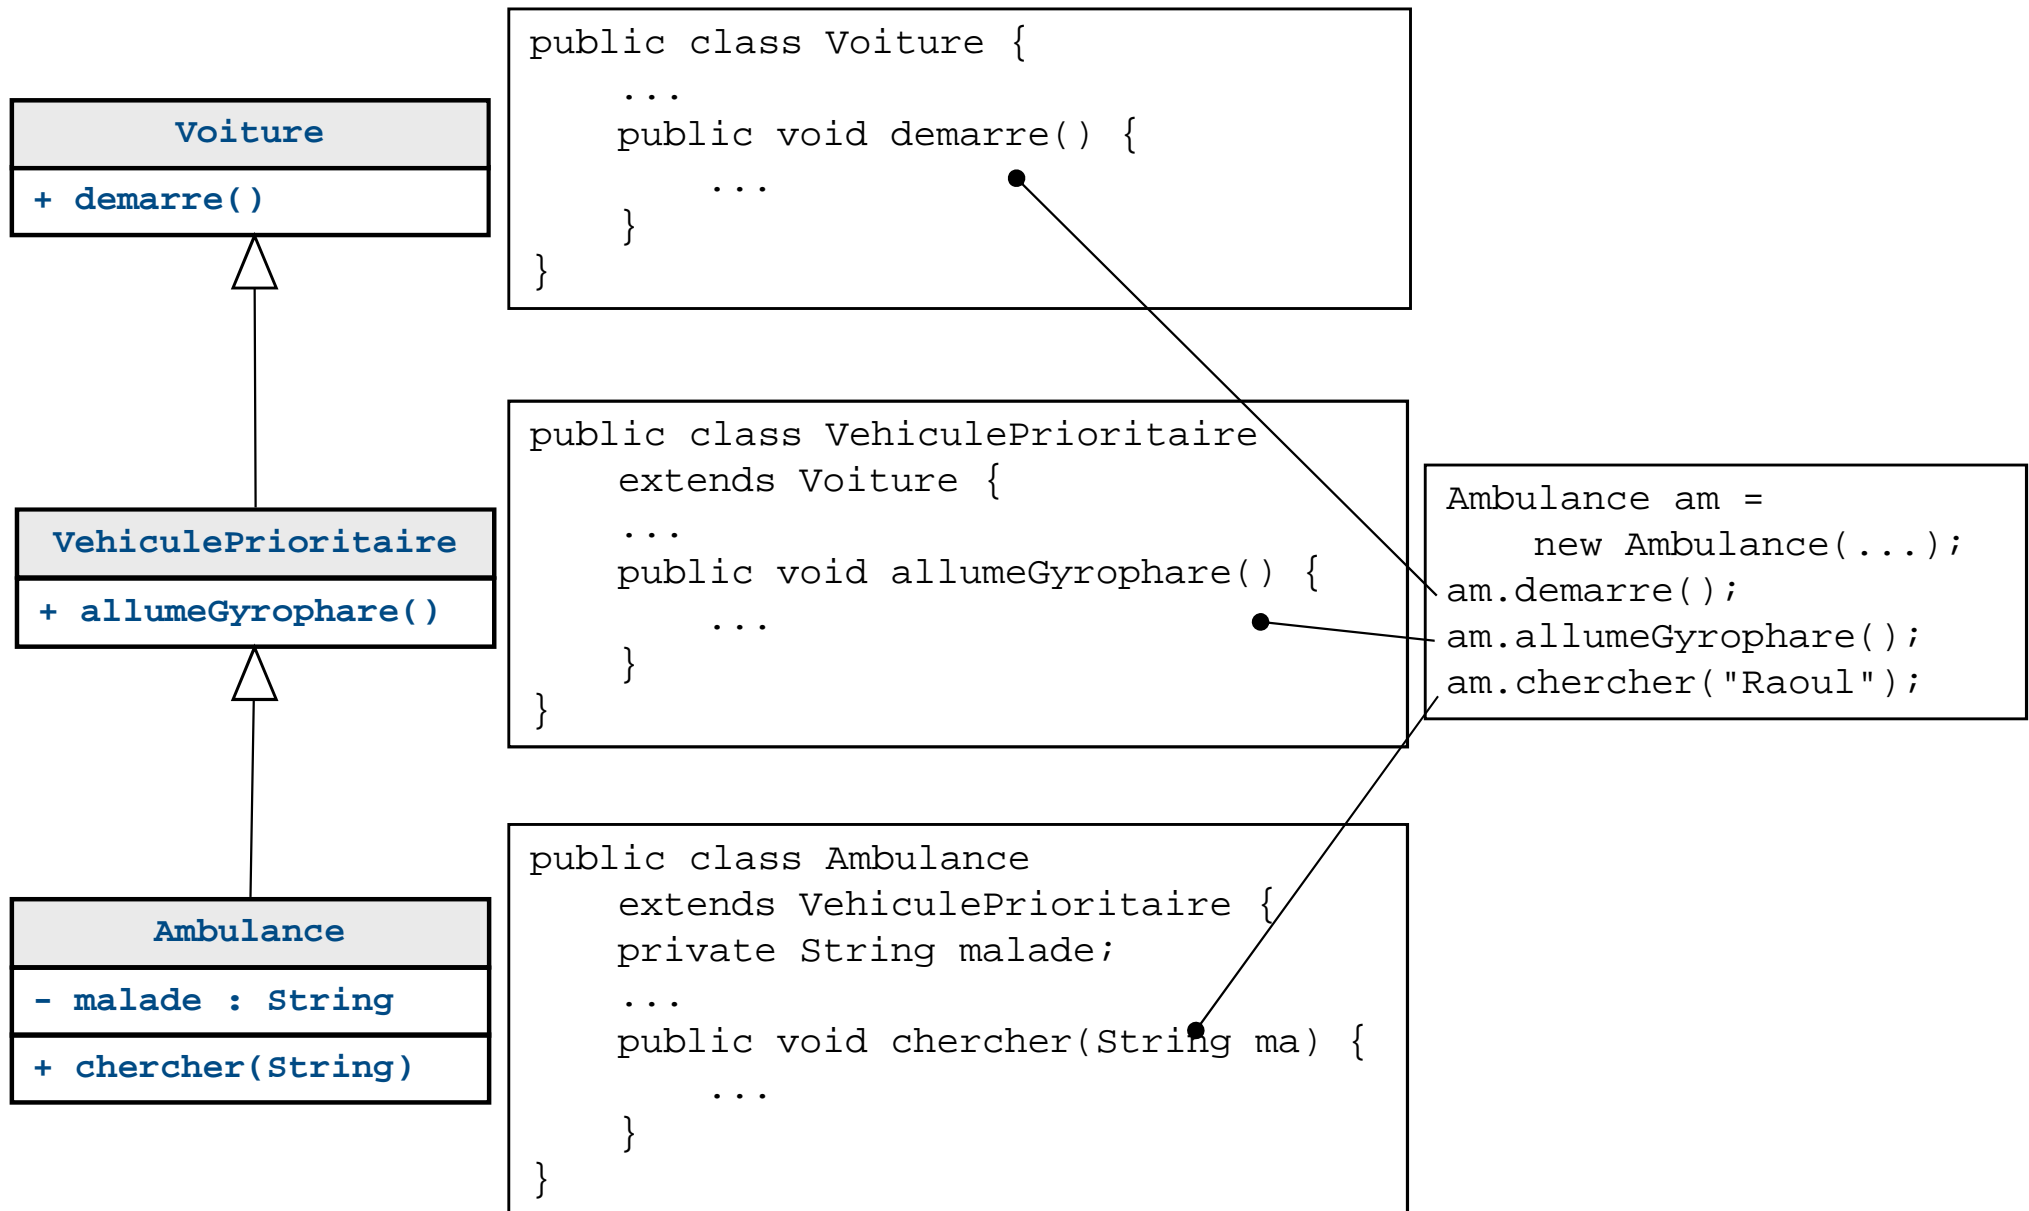 Voiture
+ demarre()
VehiculePrioritaire
+ allumeGyrophare()
Ambulance
- malade : String
+ chercher(String)
public class Voiture {
    ...
    public void demarre() {
        ...
    }
}
public class VehiculePrioritaire
    extends Voiture {
    ...
    public void allumeGyrophare() {
        ...
    }
}
public class Ambulance
    extends VehiculePrioritaire {
    private String malade;
    ...
    public void chercher(String ma) {
        ...
    }
}
Ambulance am =
    new Ambulance(...);
am.demarre();
am.allumeGyrophare();
am.chercher("Raoul");